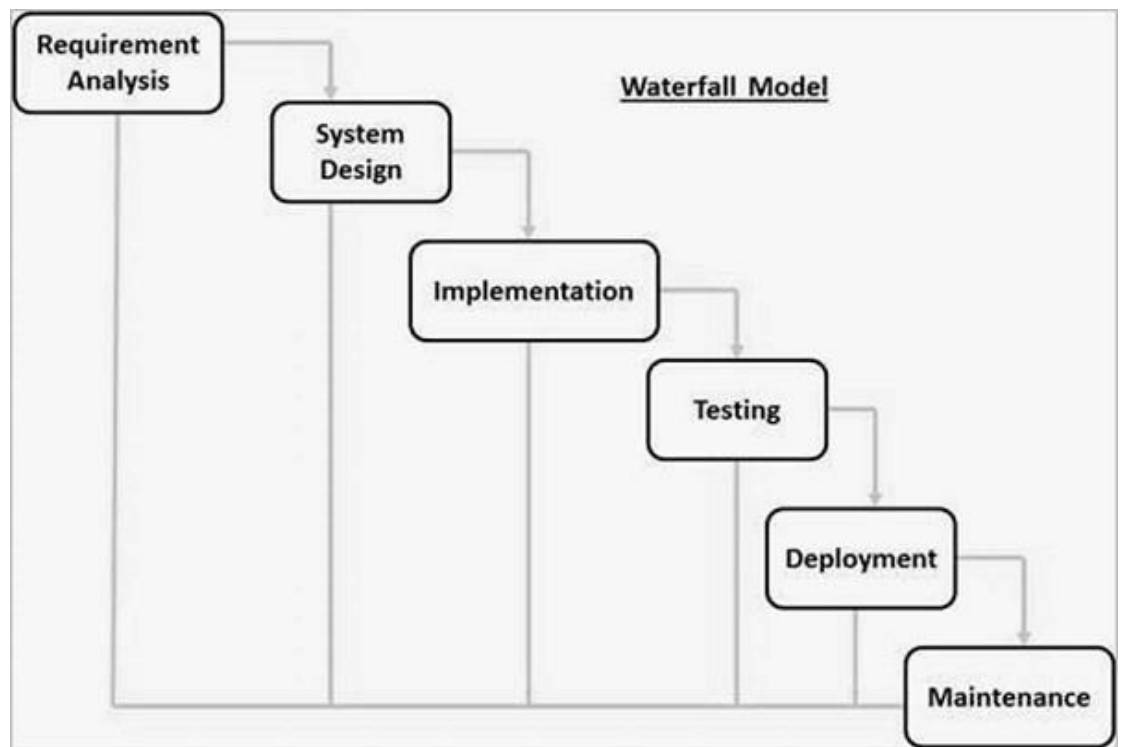 Requirement
Analysis
Waterfall Model
System
Design
Implementation
Testing
Deployment
Maintenance